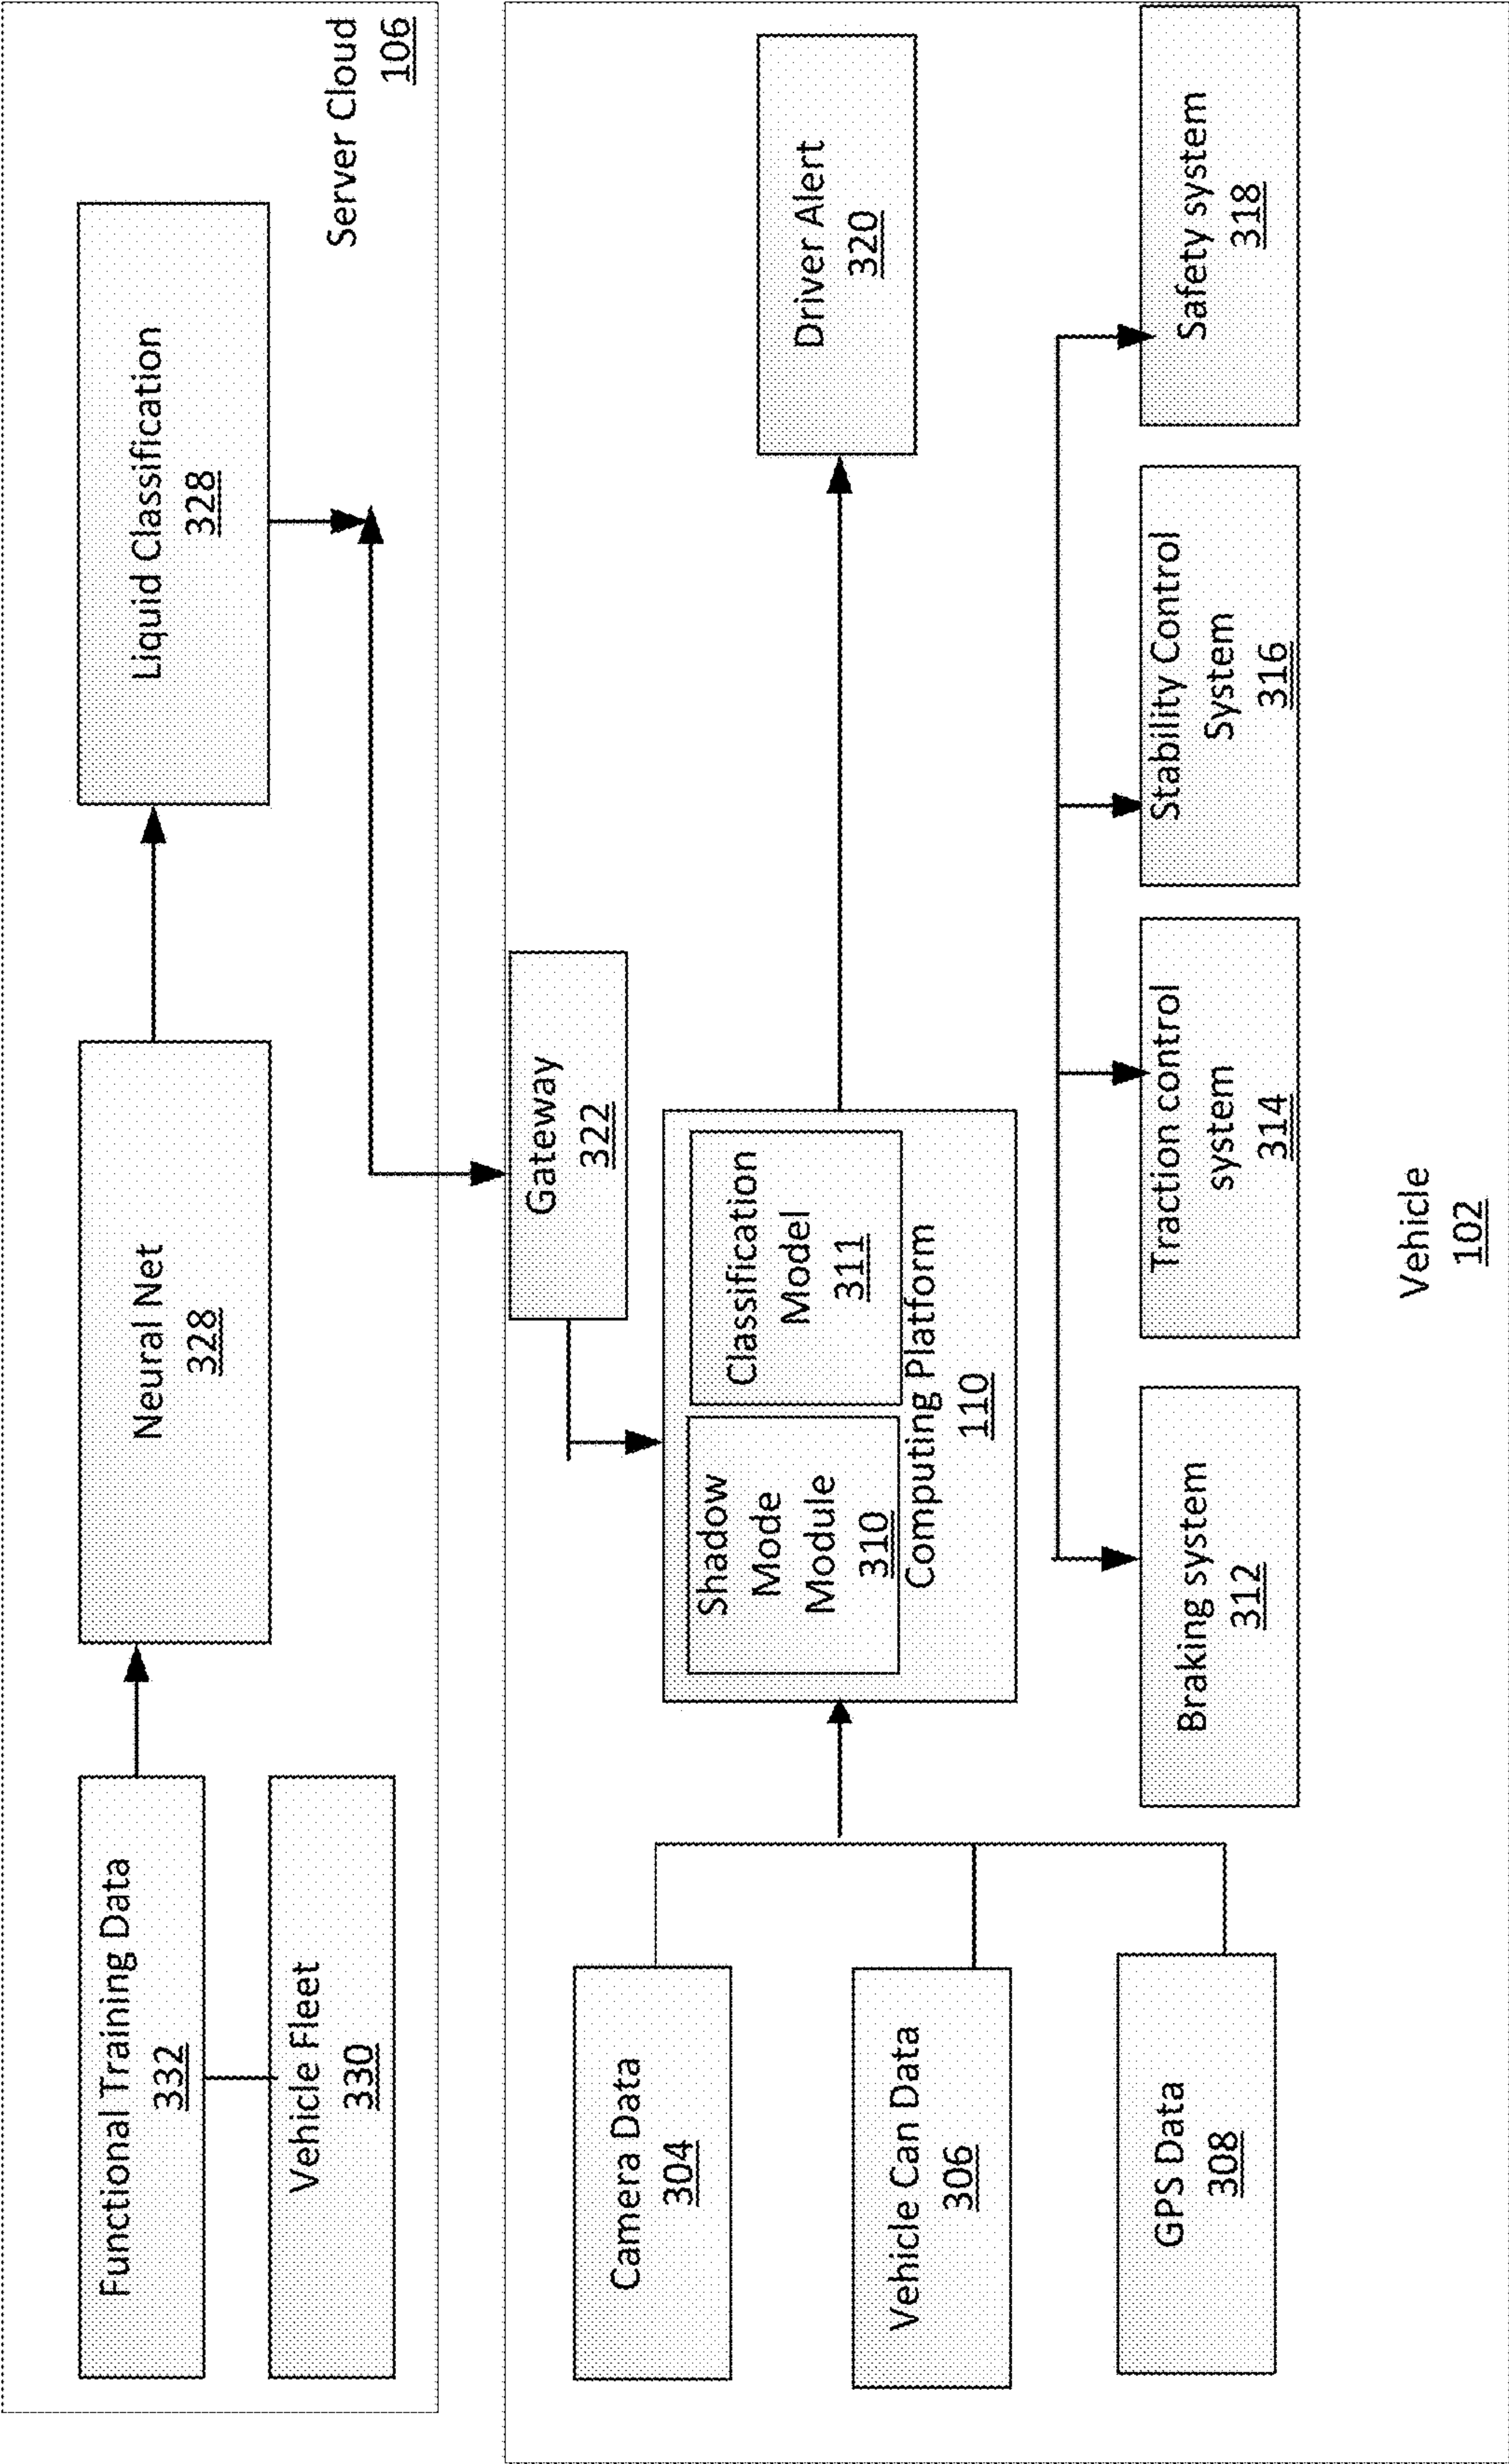 Functional Training Data
332
Vehicle Fleet
330
Neural Net
328
Liquid Classification
328
Server Cloud
106
Gateway
322
Camera Data
304
Vehicle Can Data
306
GPS Data
308
Shadow
Mode
Module
310
Classification
Model
311
Computing Platform
110
Driver Alert
320
Braking system
312
Traction control
system
314
Stability Control
System
316
Safety system
318
Vehicle
102